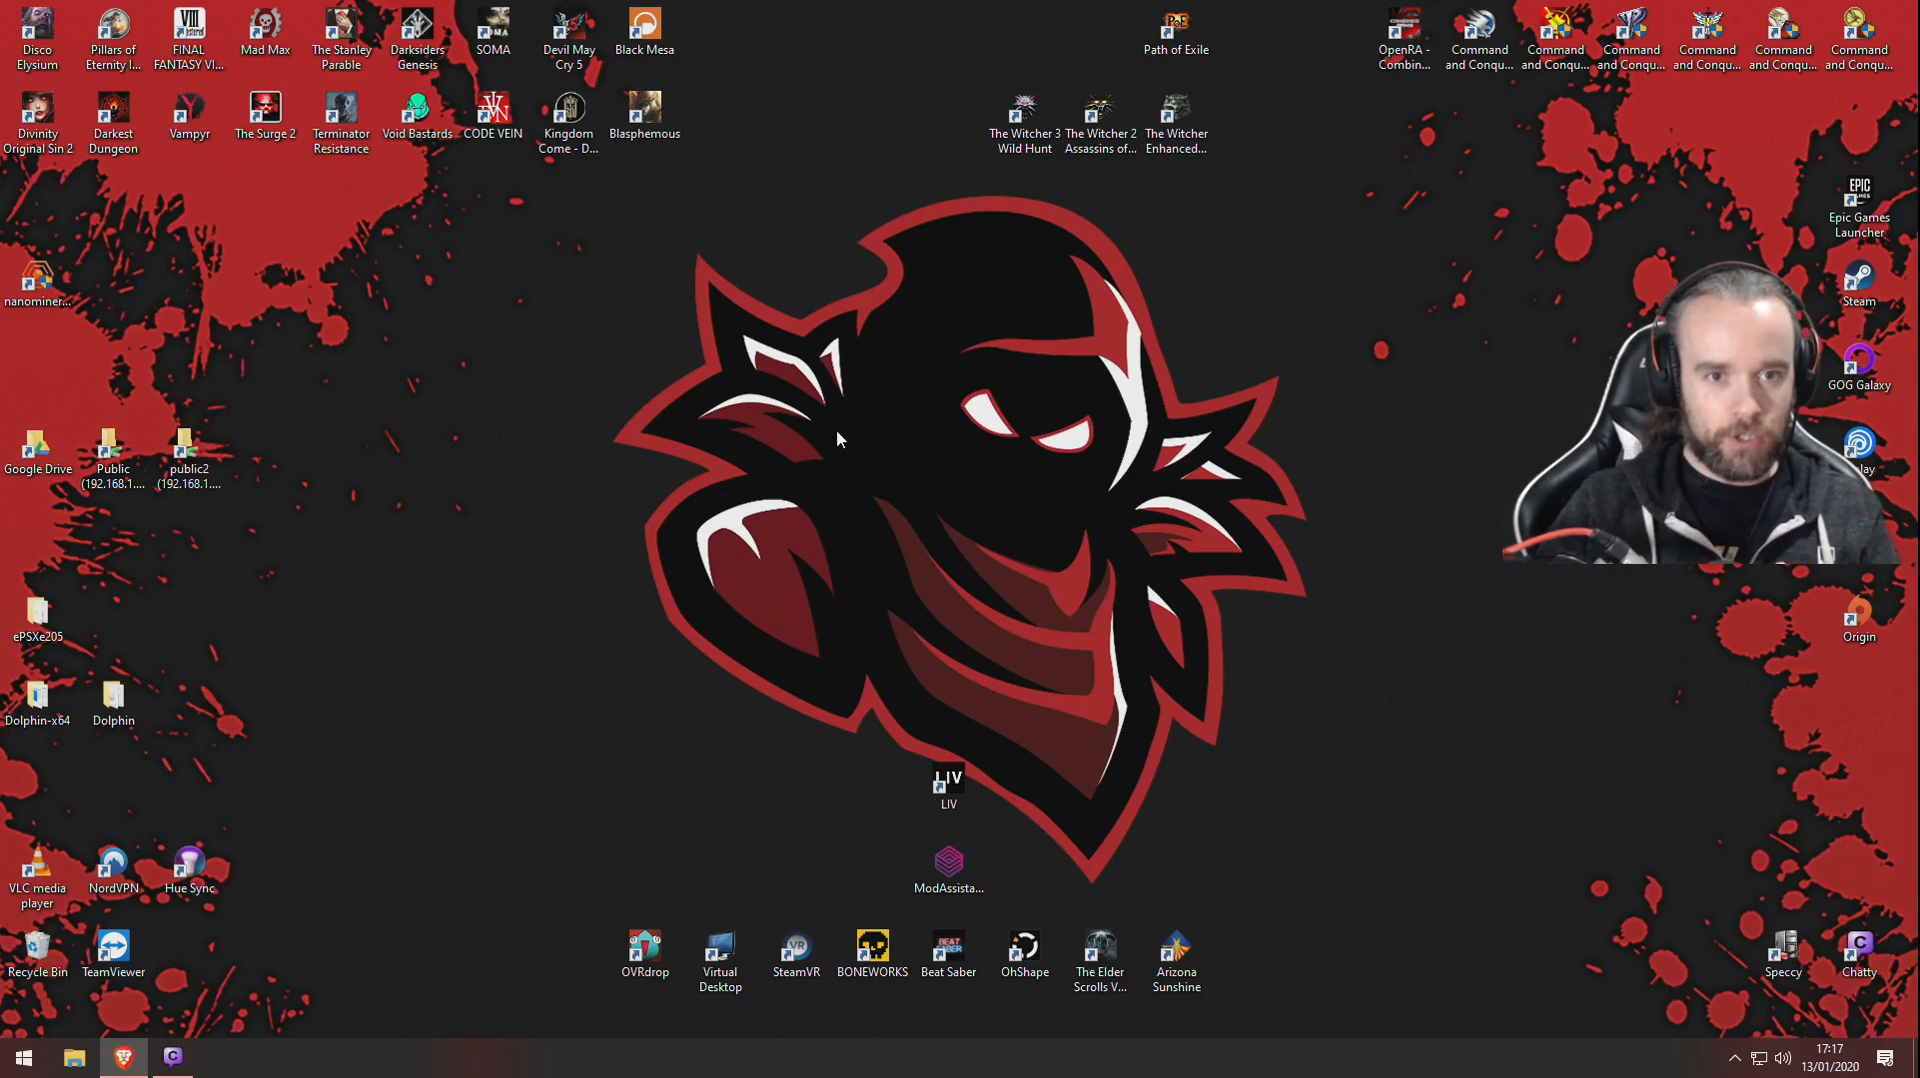 Disco
Elysium
Pillars of
Eternity I...
FINAL
FANTASY VI...
Mad Max
The Stanley
Parable
Darksiders
Genesis
SOMA
Devil May
Cry 5
Black Mesa
Path of Exile
OpenRA -
Combin...
Command
and Conqu...
Command
and Conqu...
Command
and Conqu...
Command
and Conqu...
Command
and Conqu...
Command
and Conqu...
Divinity
Original Sin 2
Darkest
Dungeon
Vampyr
The Surge 2
Terminator
Resistance
Void Bastards
CODE VEIN
Kingdom
Come - D...
Blasphemous
The Witcher 3
Wild Hunt
The Witcher 2
Assassins of...
The Witcher
Enhanced...
EPIC
Epic Games
Launcher
nanominer...
Steam
GOG Galaxy
Google Drive
Public
(192.168.1....
public2
(192.168.1....
lay
ePSXe205
Origin
Dolphin-x64
Dolphin
LIV
LIV
VLC media
player
NordVPN
Hue Sync
ModAssista...
Recycle Bin
TeamViewer
OVRdrop
Virtual
Desktop
VR
SteamVR
BONEWORKS
BEAT
SABER
Beat Saber
OhShape
The Elder
Scrolls V...
Arizona
Sunshine
Speccy
Chatty
17:17
13/01/2020